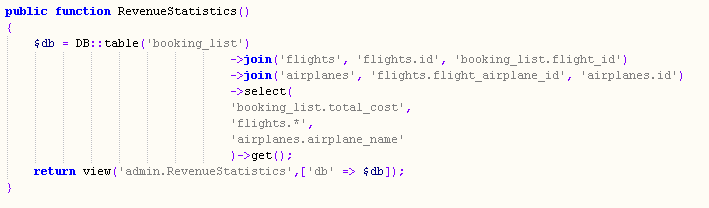 public function RevenueStatistics()
{
$db = DB::table('booking_list')
->join('flights', 'flights.id', 'booking_list.flight_id')
->join('airplanes', 'flights.flight_airplane_id', 'airplanes.id')
->select(
'booking_list.total_cost',
'flights.*',
'airplanes.airplane_name'
)->get();
return view('admin.RevenueStatistics',['db' => $db]);
}